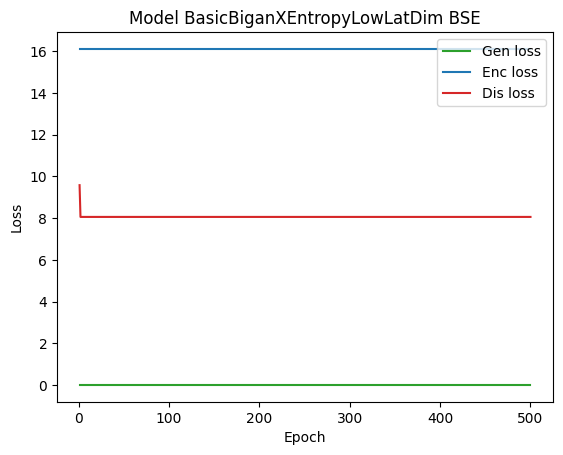 Model BasicBiganXEntropyLowLatDim BSE
Gen loss
Enc loss
Dis loss
16
14
12
10
8
6
4
2
0
Loss
0 100 200 300 400 500
Epoch